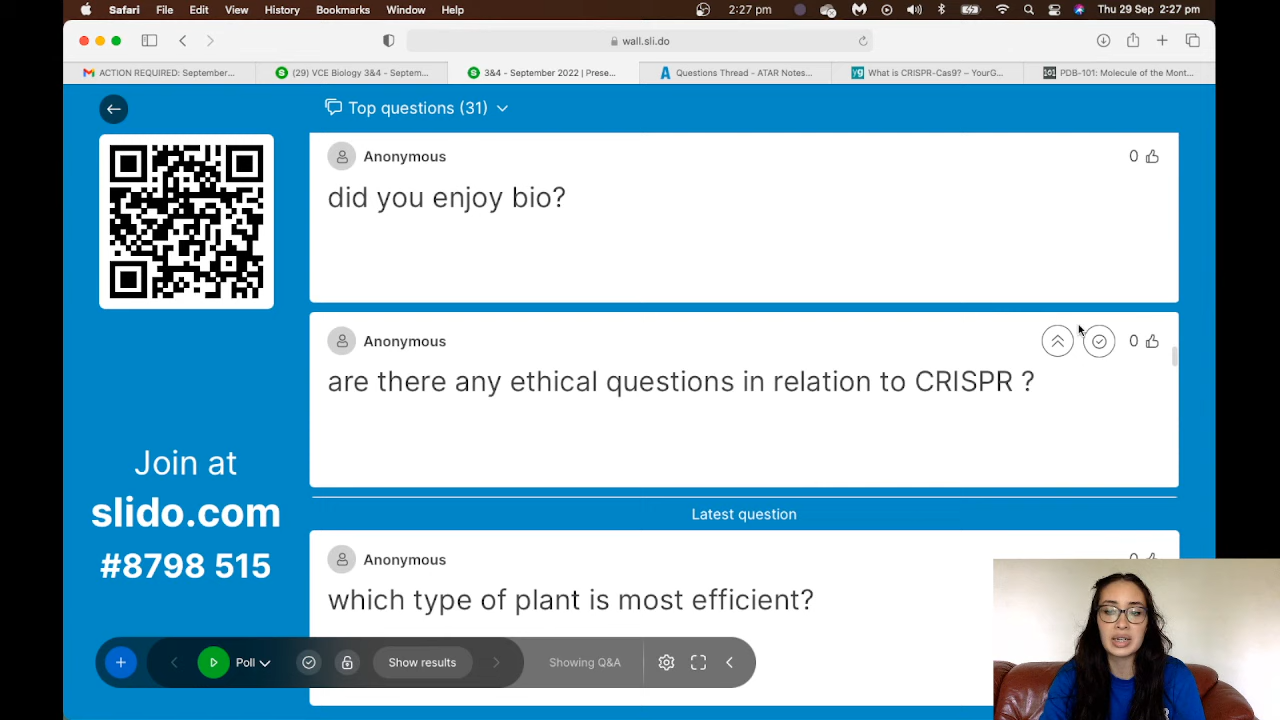 Safari File Edit View History Bookmarks Window Help 2:27 pm Thu 29 Sep 2:27 pm
wall.sli.do
ACTION REQUIRED: September... (29) VCE Biology 3&4 - Septem... 3&4 - September 2022 | Prese... Questions Thread - ATAR Notes... What is CRISPR-Cas9? – YourG... PDB-101: Molecule of the Mont...
Top questions (31)
Anonymous 0
did you enjoy bio?
Anonymous 0
are there any ethical questions in relation to CRISPR ?
Join at
slido.com
#8798 515
Latest question
Anonymous 0
which type of plant is most efficient?
Poll Show results Showing Q&A